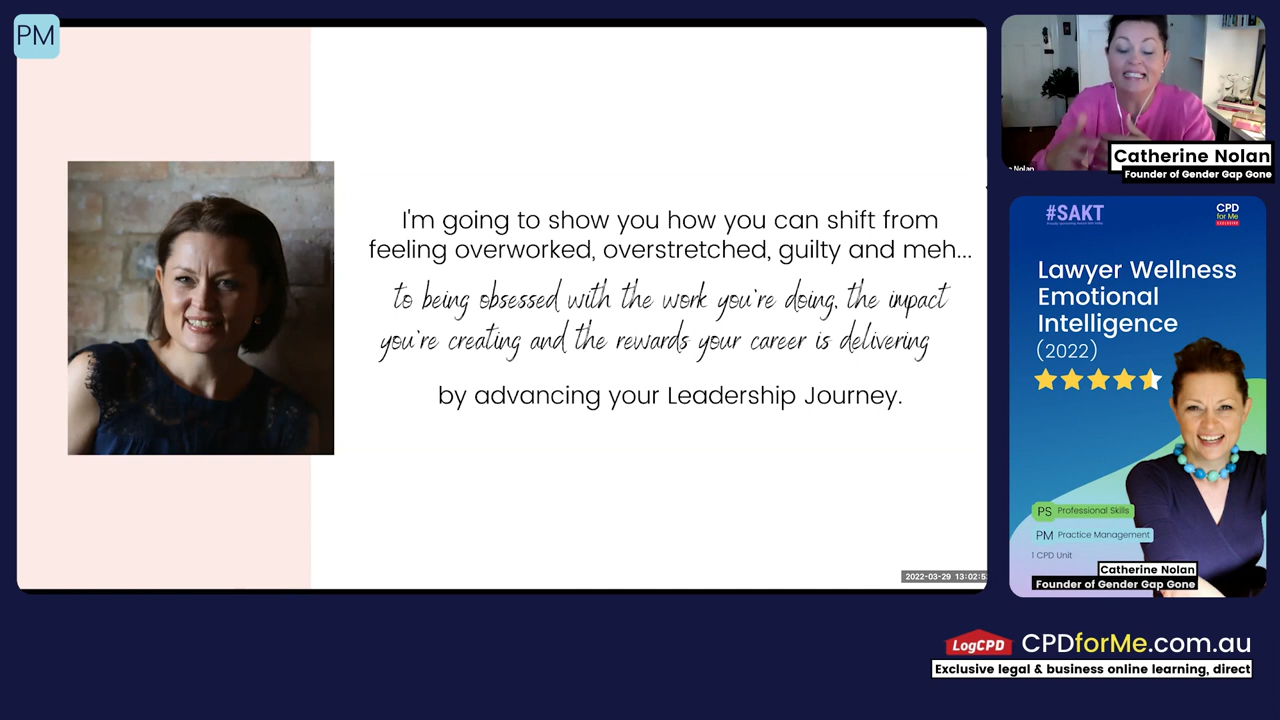 PM
I'm going to show you how you can shift from
feeling overworked, overstretched, guilty and meh...
to being obsessed with the work you're doing, the impact
you're creating and the rewards your career is delivering
by advancing your Leadership Journey.
2022-03-29 13:02:5
Nolan
Catherine Nolan
Founder of Gender Gap Gone
#SAKT
CPD
for Me
Lawyer Wellness
Emotional
Intelligence
(2022)
PS Professional Skills
PM Practice Management
1 CPD Unit
Catherine Nolan
Founder of Gender Gap Gone
LogCPD
CPDforMe.com.au
Exclusive legal & business online learning, direct